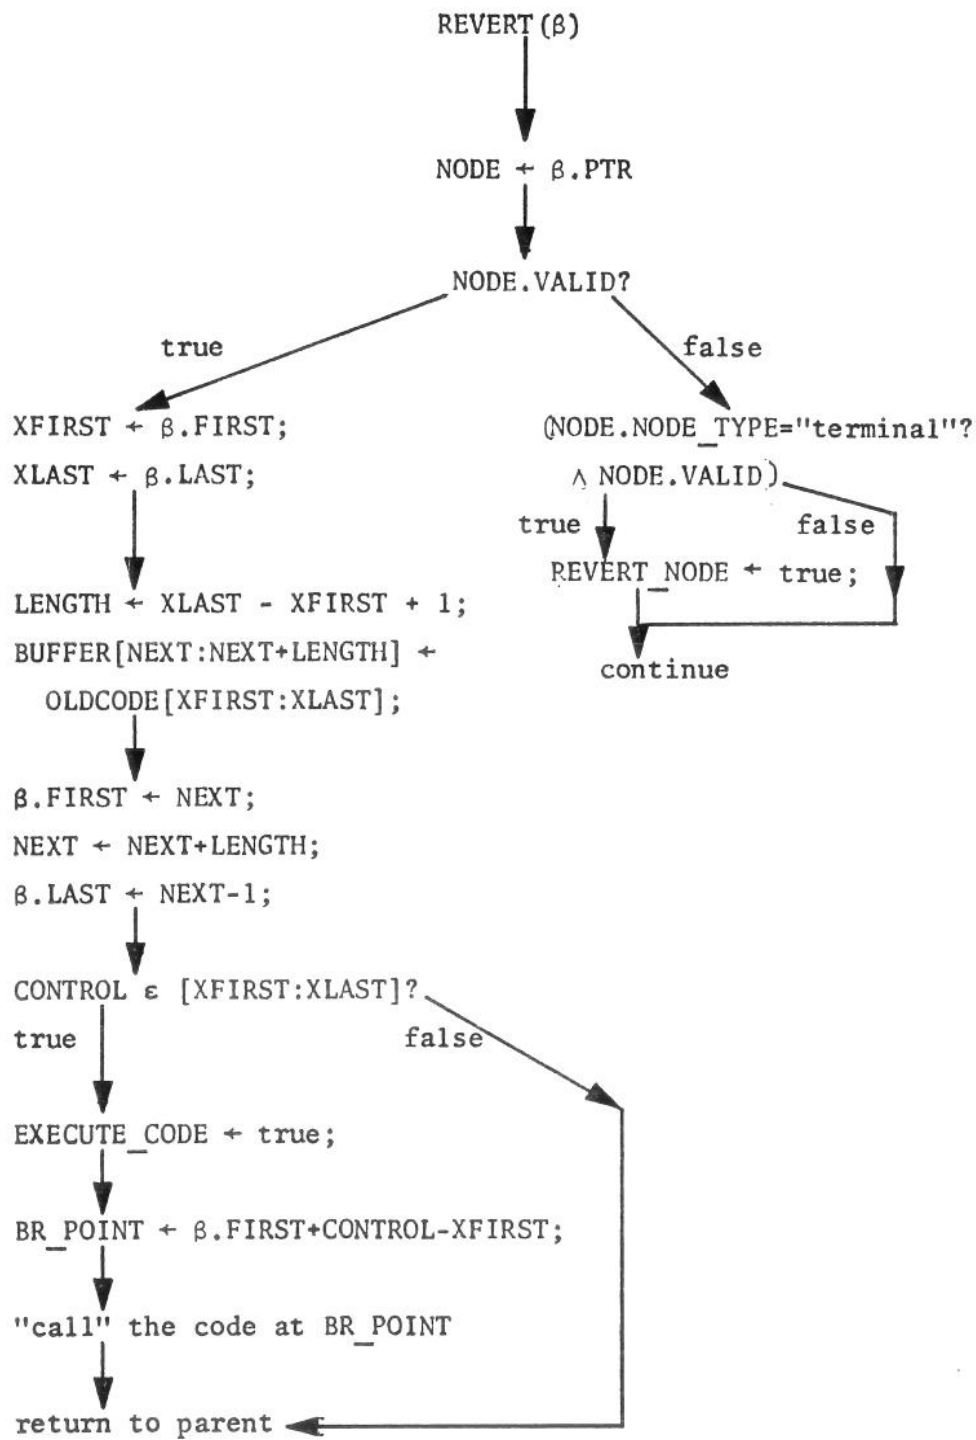 REVERT(β)
NODE ← β.PTR
NODE.VALID?
true
false
XFIRST ← β.FIRST;
XLAST ← β.LAST;
(NODE.NODE_TYPE="terminal"?
∧ NODE.VALID)
true
false
REVERT_NODE ← true;
continue
LENGTH ← XLAST - XFIRST + 1;
BUFFER[NEXT:NEXT+LENGTH] ←
OLDCODE[XFIRST:XLAST];
β.FIRST ← NEXT;
NEXT ← NEXT+LENGTH;
β.LAST ← NEXT-1;
CONTROL ε [XFIRST:XLAST]?
true
false
EXECUTE_CODE ← true;
BR_POINT ← β.FIRST+CONTROL-XFIRST;
"call" the code at BR_POINT
return to parent